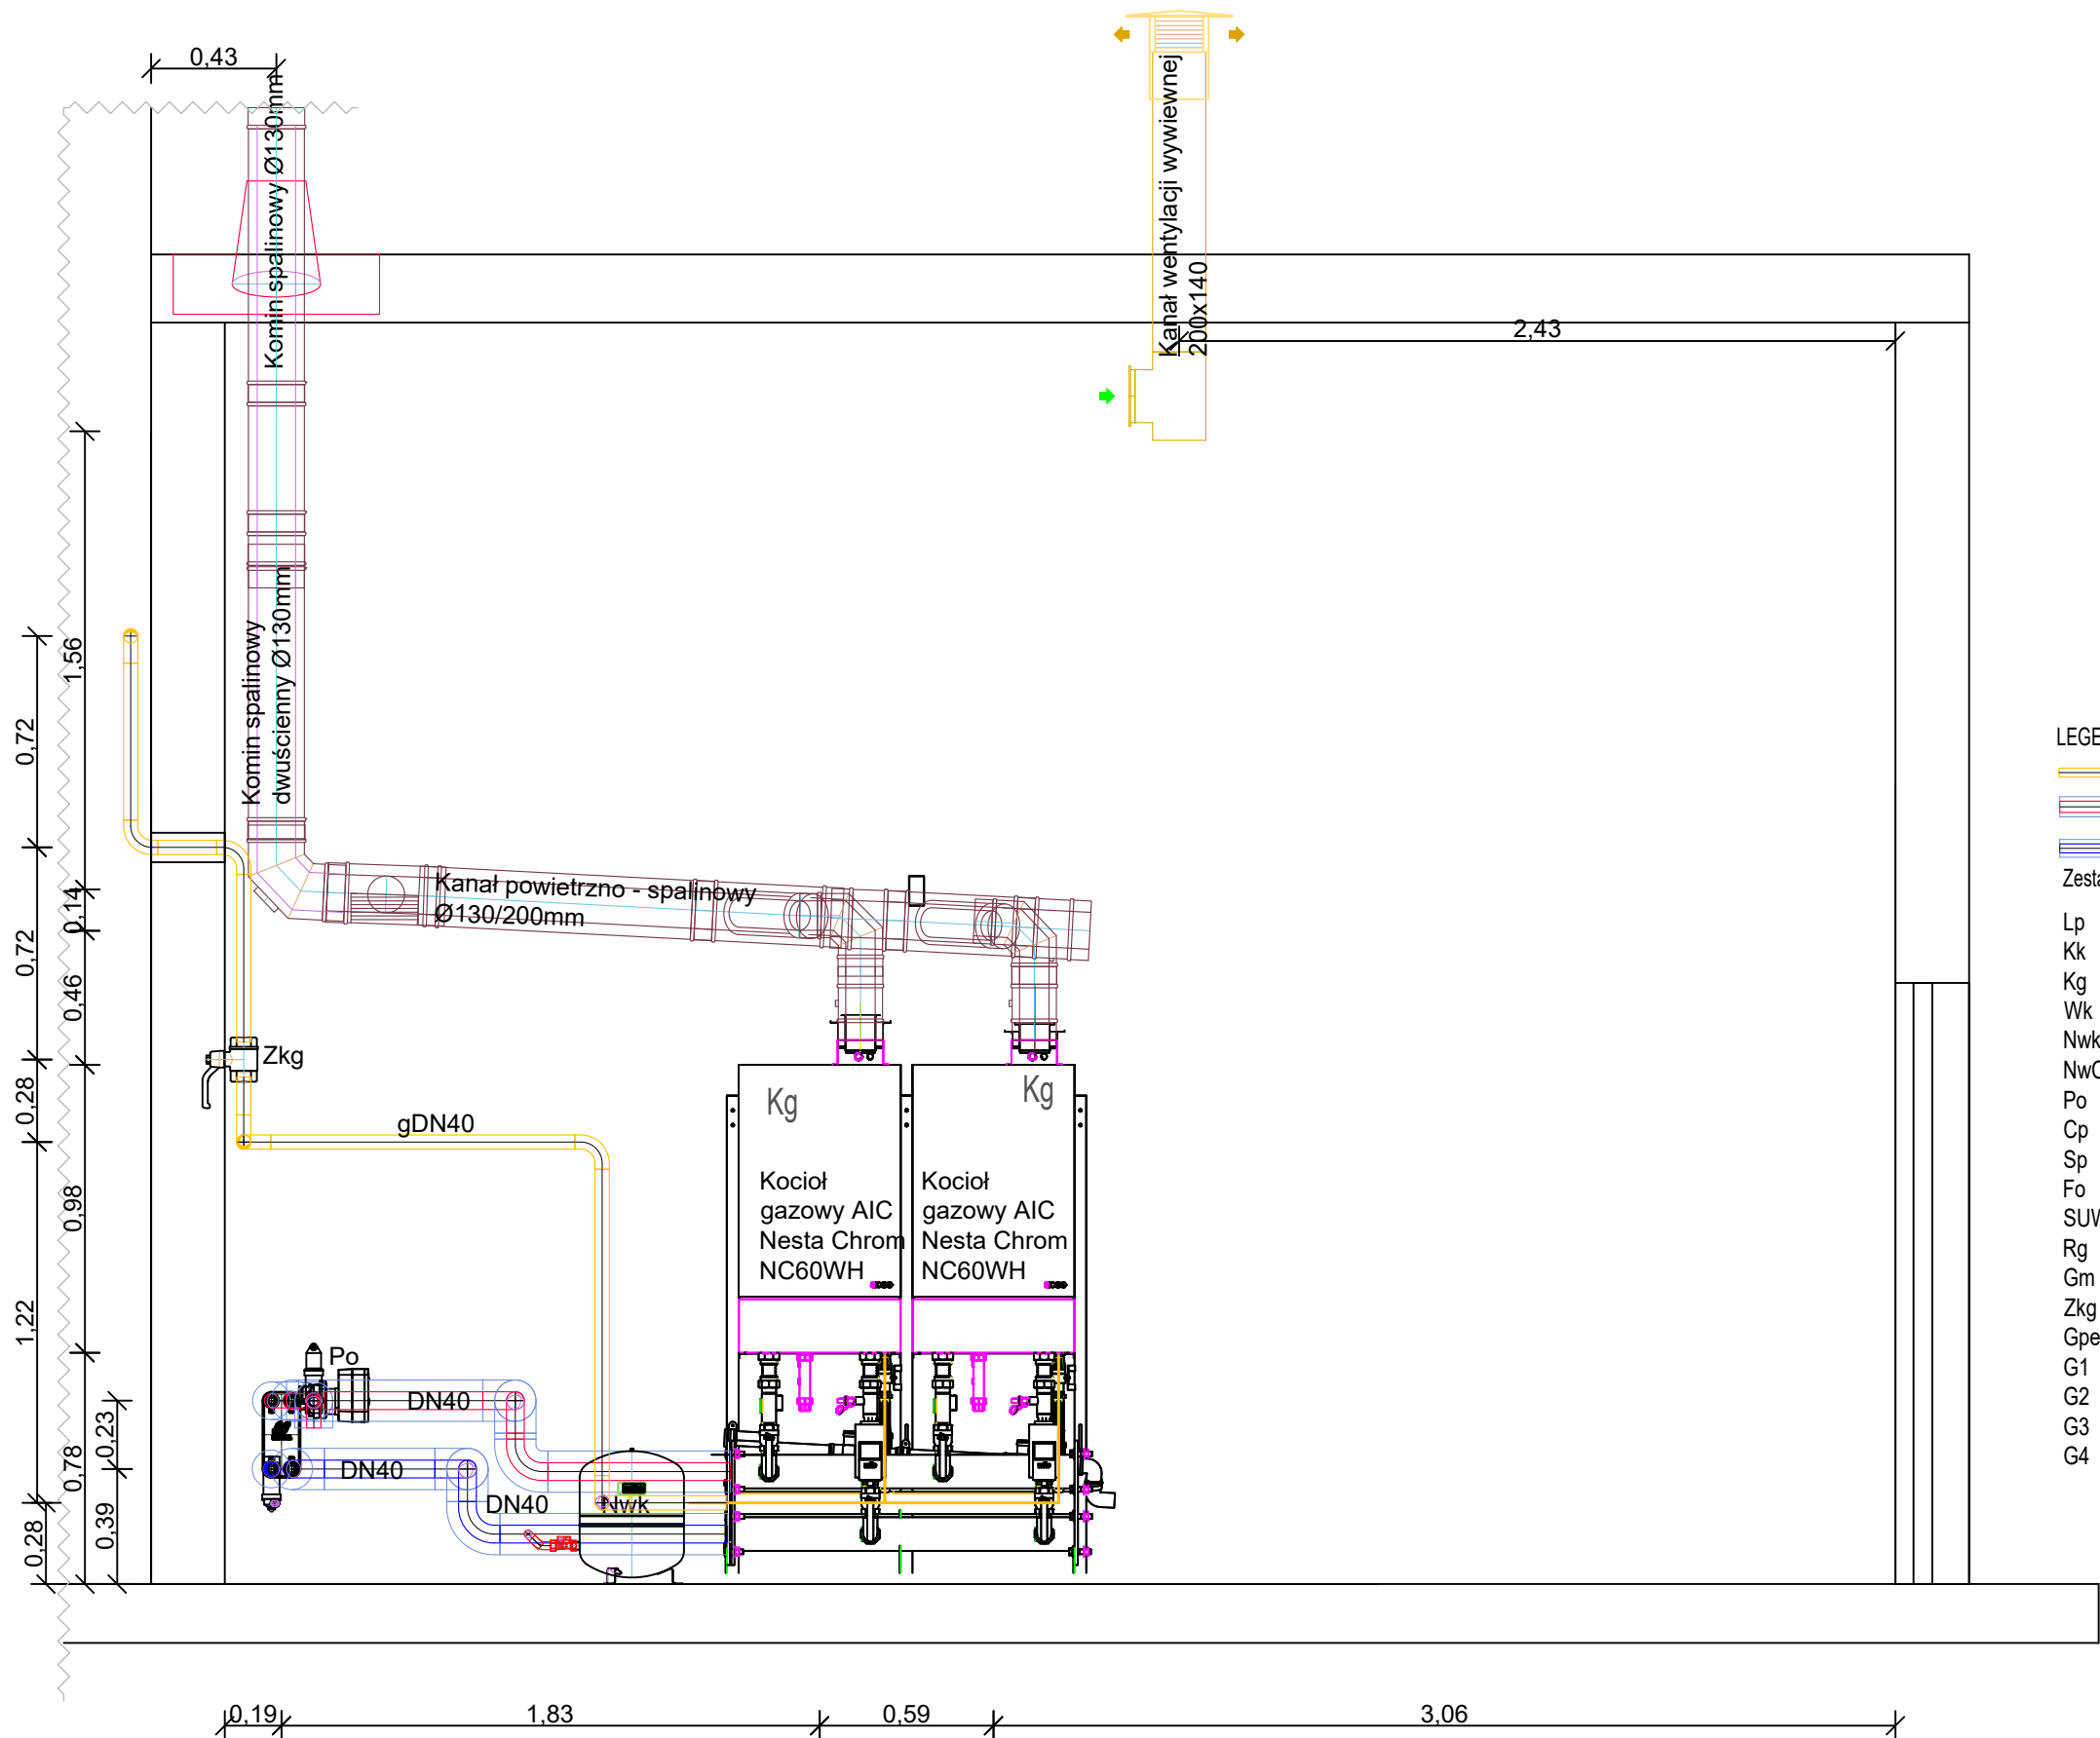 0,43
Komin spalinowy Ø130mm
Kanał wentylacji wywiewnej
200x140
2,43
Komin spalinowy
dwuścienny Ø130mm
1,56
0,72
0,14
0,72
0,46
Kanał powietrzno - spalinowy
Ø130/200mm
Zkg
0,28
gDN40
0,98
Kg
Kg
Kocioł
gazowy AIC
Nesta Chrom
NC60WH
Kocioł
gazowy AIC
Nesta Chrom
NC60WH
1,22
Po
DN40
0,23
DN40
0,78
DN40
Nwk
0,39
0,28
0,19
1,83
0,59
3,06
LEGE
Zesta
Lp
Kk
Kg
Wk
Nwk
NwC
Po
Cp
Sp
Fo
SUW
Rg
Gm
Zkg
Gpe
G1
G2
G3
G4